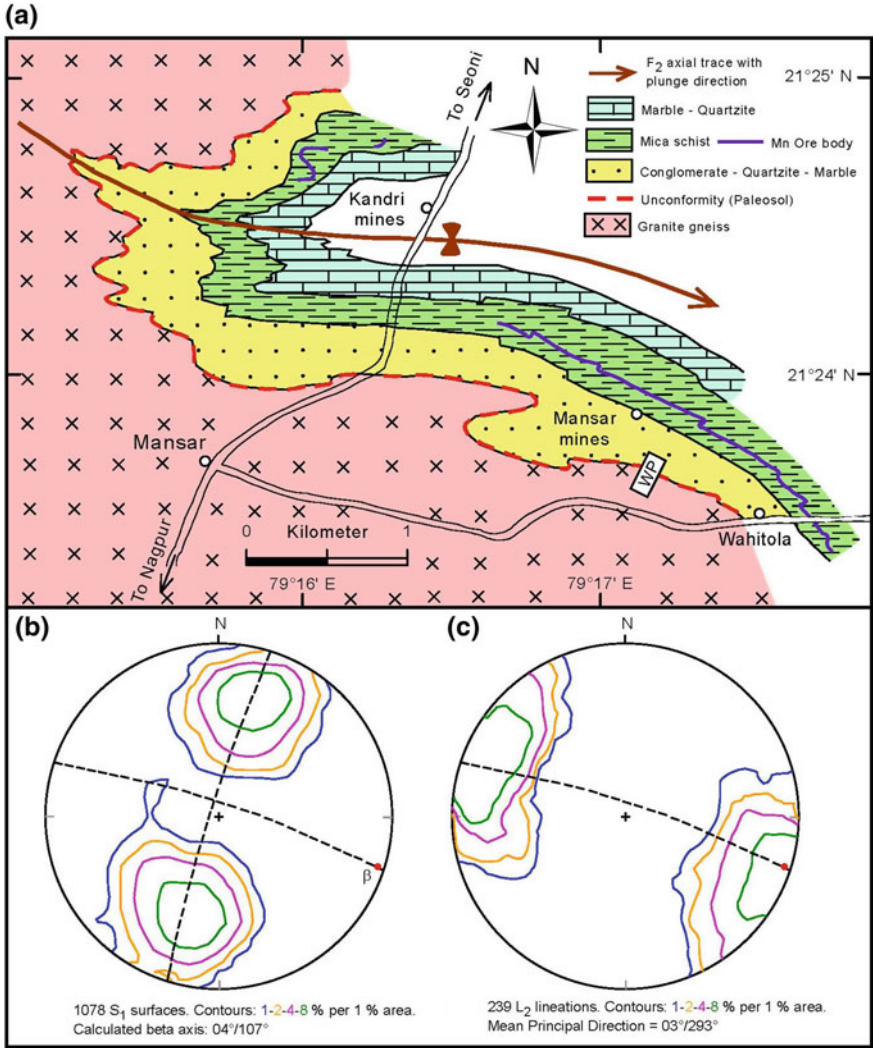 (a)
To Seoni
N
F2 axial trace with
plunge direction
21°25' N
Marble - Quartzite
Mica schist
Mn Ore body
Conglomerate - Quartzite - Marble
Unconformity (Paleosol)
Granite gneiss
Kandri
mines
21°24' N
Mansar
Mansar
mines
WP
Wahitola
0 Kilometer 1
To Nagpur
79°16' E
79°17' E
(b)
N
β
1078 S1 surfaces. Contours: 1-2-4-8 % per 1 % area.
Calculated beta axis: 04°/107°
(c)
N
239 L2 lineations. Contours: 1-2-4-8 % per 1 % area.
Mean Principal Direction = 03°/293°